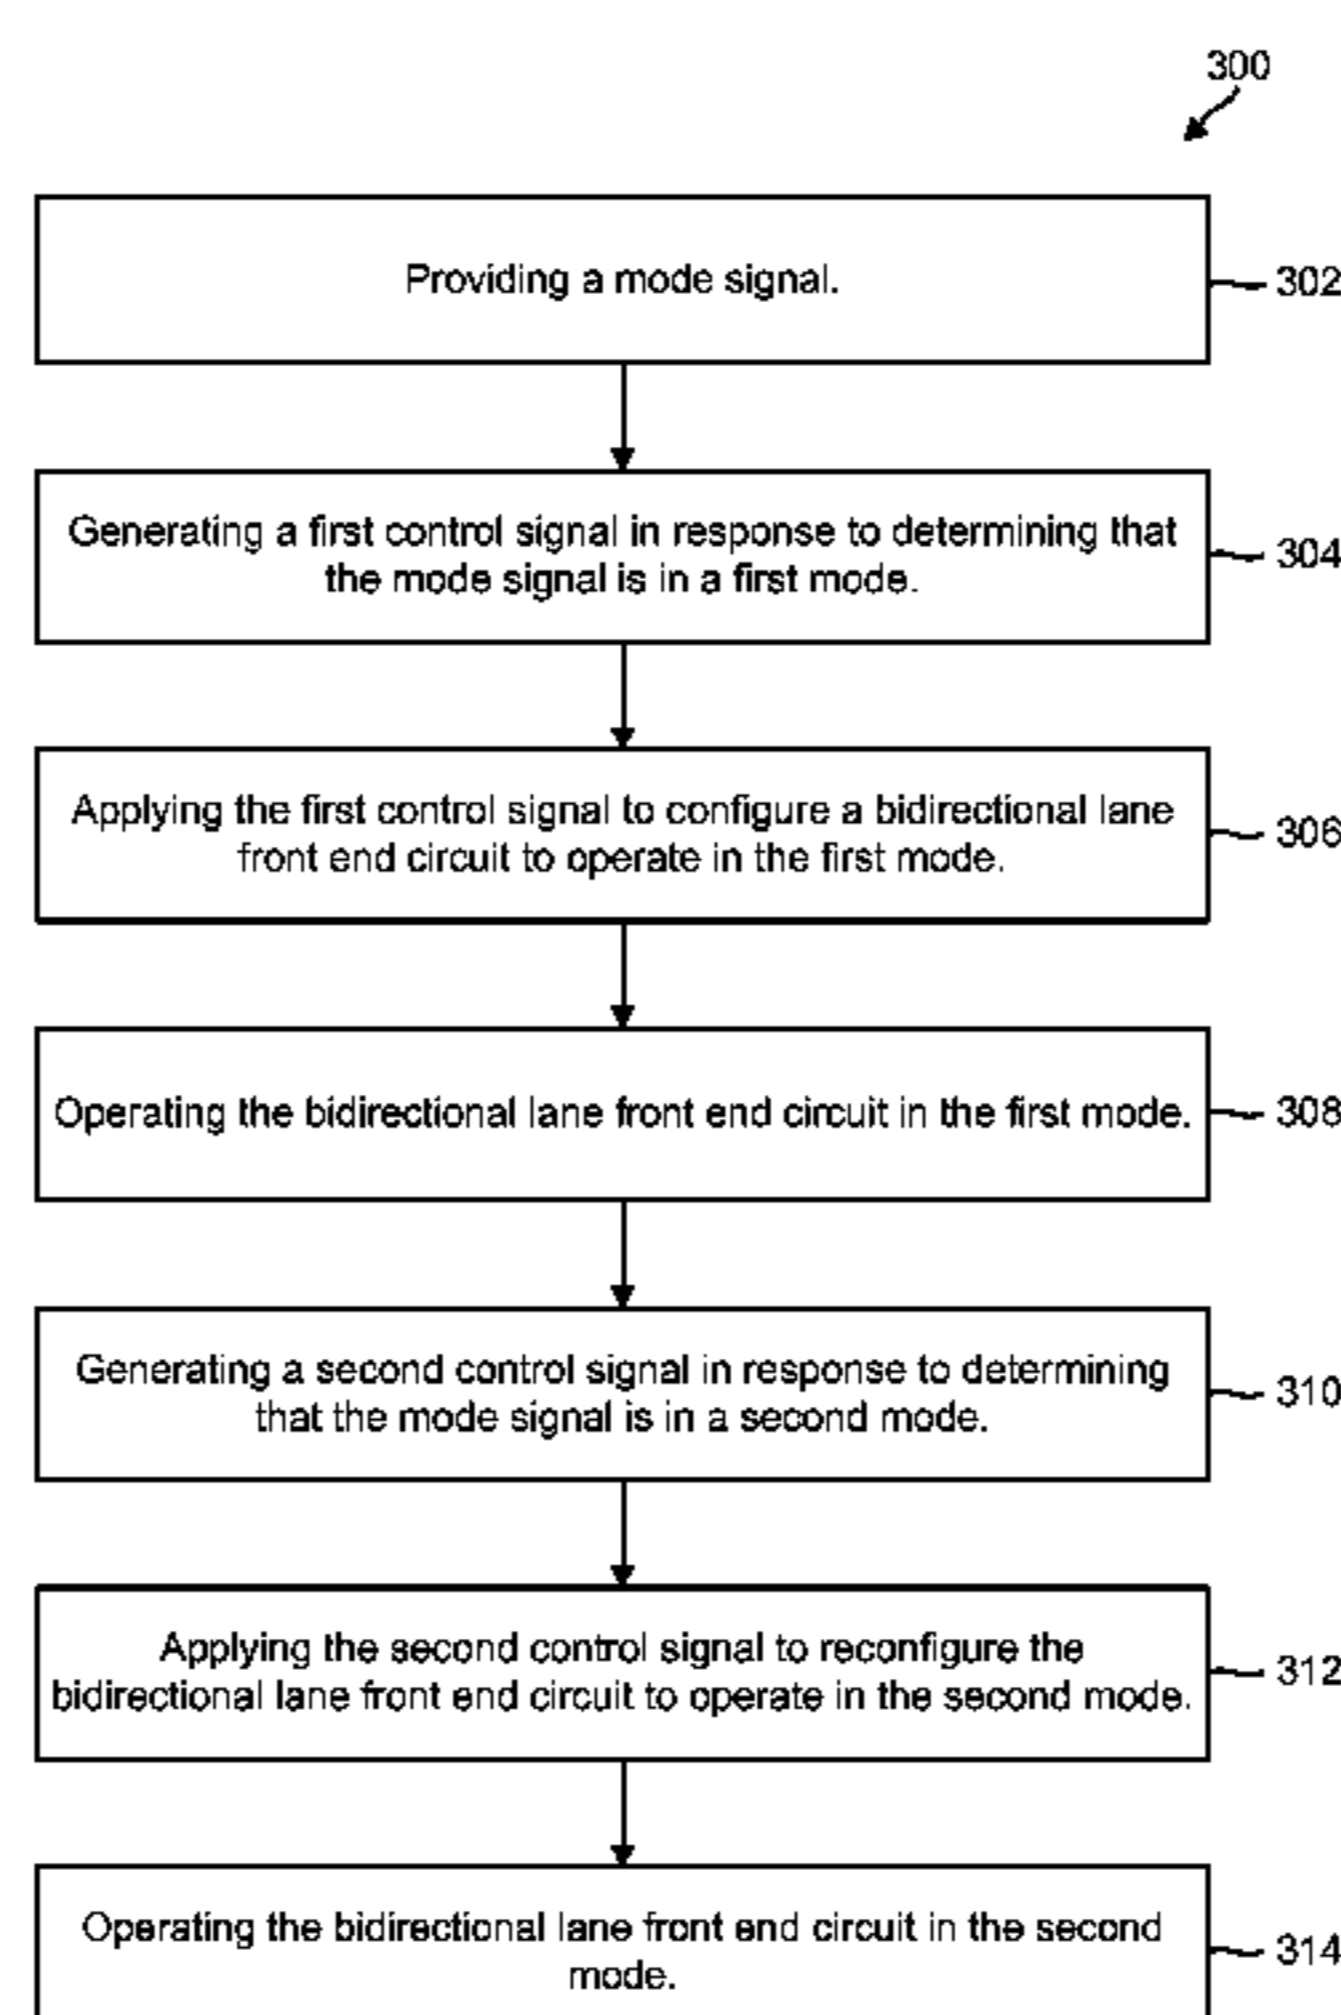 300
Providing a mode signal.
302
Generating a first control signal in response to determining that
the mode signal is in a first mode.
304
Applying the first control signal to configure a bidirectional lane
front end circuit to operate in the first mode.
306
Operating the bidirectional lane front end circuit in the first mode.
308
Generating a second control signal in response to determining
that the mode signal is in a second mode.
310
Applying the second control signal to reconfigure the
bidirectional lane front end circuit to operate in the second mode.
312
Operating the bidirectional lane front end circuit in the second
mode.
314